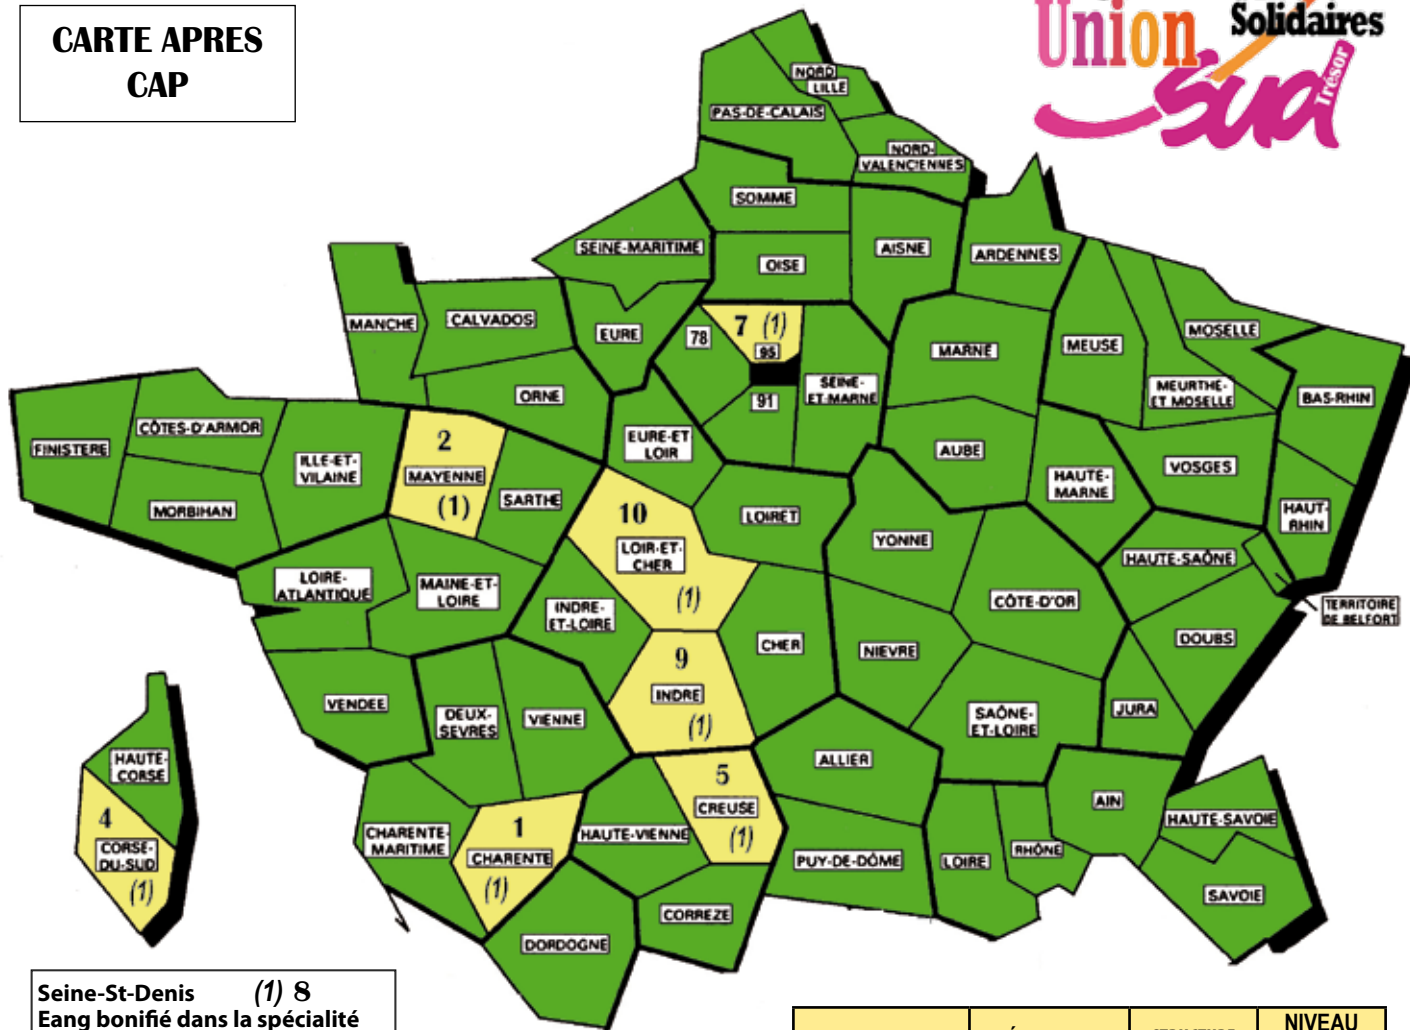 CARTE APRES
CAP
Union
Solidaires
Sud
Trésor
NORD
LILLE
PAS-DE-CALAIS
NORD-
VALENCIENNES
SOMME
SEINE-MARITIME
OISE
AISNE
ARDENNES
MANCHE
CALVADOS
EURE
78
7 (1)
95
MARNE
MEUSE
MOSELLE
ORNE
91
SEINE-
ET-MARNE
MEURTHE-
ET MOSELLE
BAS-RHIN
FINISTERE
CÔTES-D'ARMOR
ILLE-ET-
VILAINE
2
MAYENNE
(1)
SARTHE
EURE-ET
LOIR
AUBE
HAUTE-
MARNE
VOSGES
MORBIHAN
10
LOIR-ET-
CHER
(1)
LOIRET
YONNE
HAUT-
RHIN
HAUTE-SAÔNE
LOIRE-
ATLANTIQUE
MAINE-ET-
LOIRE
INDRE-
ET-LOIRE
CÔTE-D'OR
TERRITOIRE
DE BELFORT
CHER
NIEVRE
DOUBS
9
INDRE
(1)
VENDEE
DEUX-
SEVRES
VIENNE
SAÔNE-
ET-LOIRE
JURA
HAUTE-
CORSE
ALLIER
5
CREUSE
(1)
AIN
4
CORSE-
DU-SUD
(1)
CHARENTE-
MARITIME
1
CHARENTE
(1)
HAUTE-VIENNE
HAUTE-SAVOIE
PUY-DE-DÔME
LOIRE
RHÔNE
SAVOIE
CORREZE
DORDOGNE
Seine-St-Denis (1) 8
Eang bonifié dans la spécialité
NIVEAU